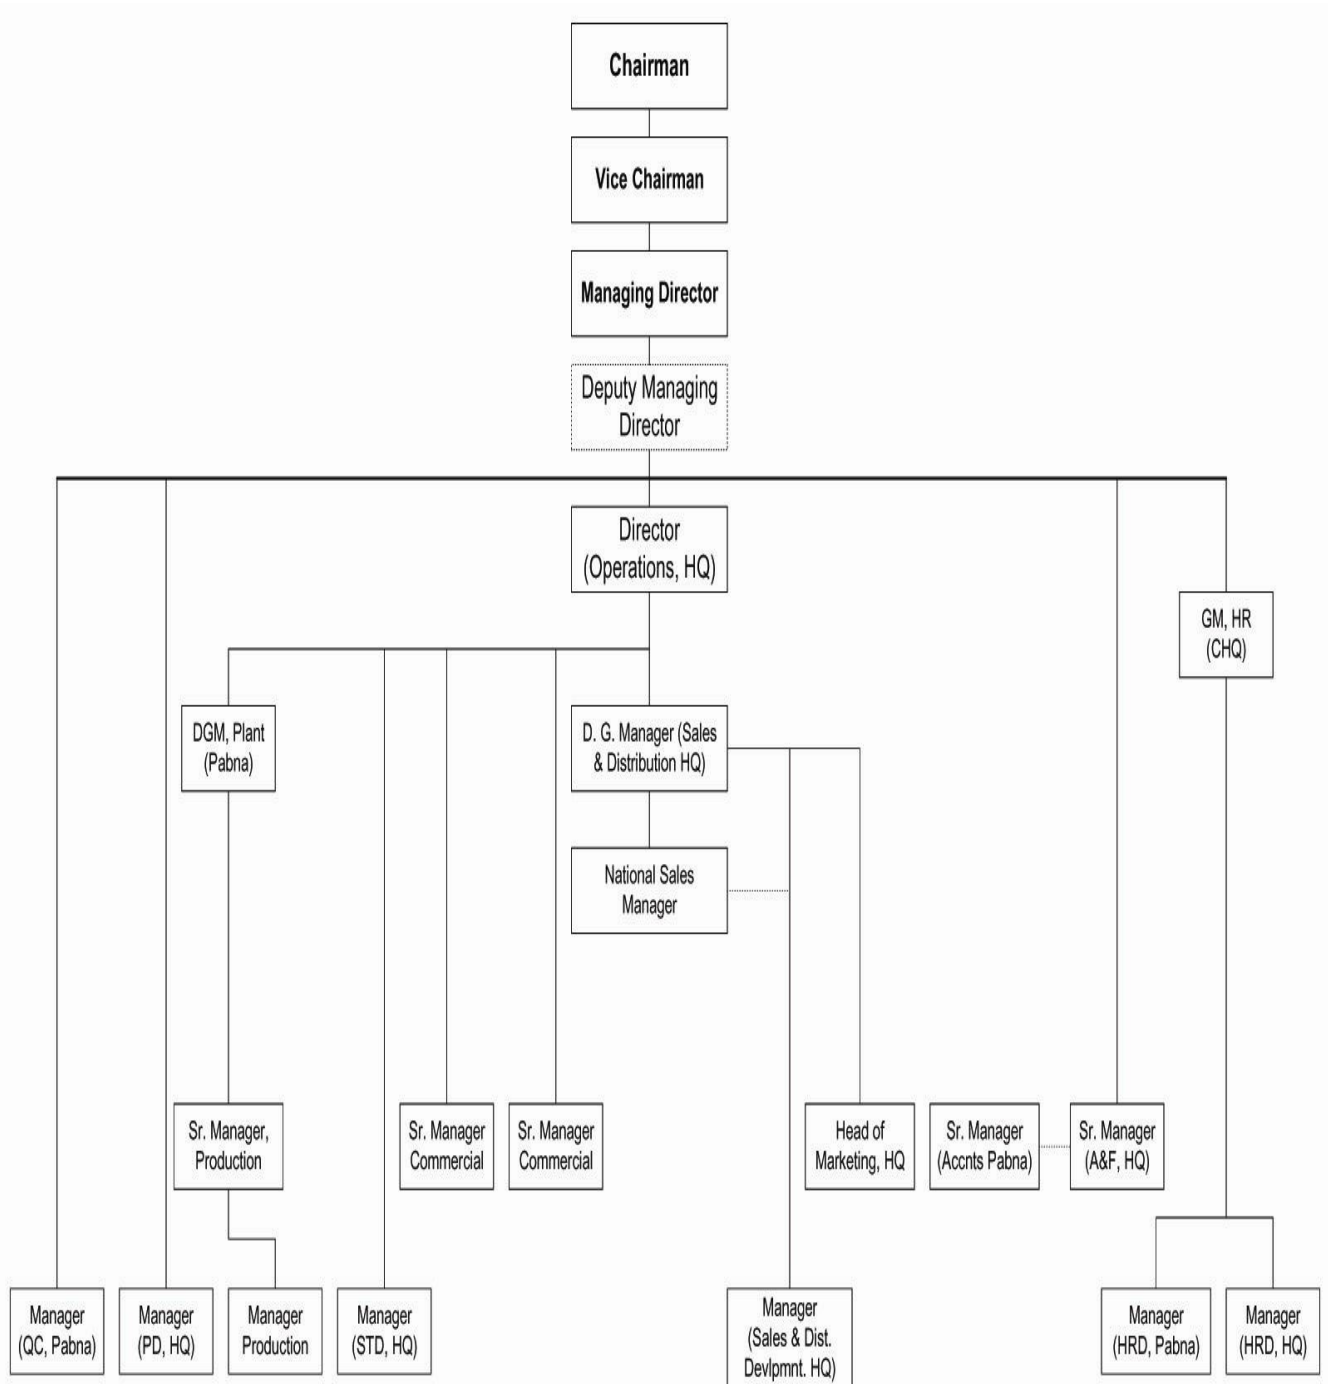 Chairman
Vice Chairman
Managing Director
Deputy Managing
Director
Director
(Operations, HQ)
GM, HR
(CHQ)
DGM, Plant
(Pabna)
D. G. Manager (Sales
& Distribution HQ)
National Sales
Manager
Sr. Manager,
Production
Sr. Manager
Commercial
Sr. Manager
Commercial
Head of
Marketing, HQ
Sr. Manager
(Accnts Pabna)
Sr. Manager
(A&F, HQ)
Manager
(QC, Pabna)
Manager
(PD, HQ)
Manager
Production
Manager
(STD, HQ)
Manager
(Sales & Dist.
Devlpmnt. HQ)
Manager
(HRD, Pabna)
Manager
(HRD, HQ)